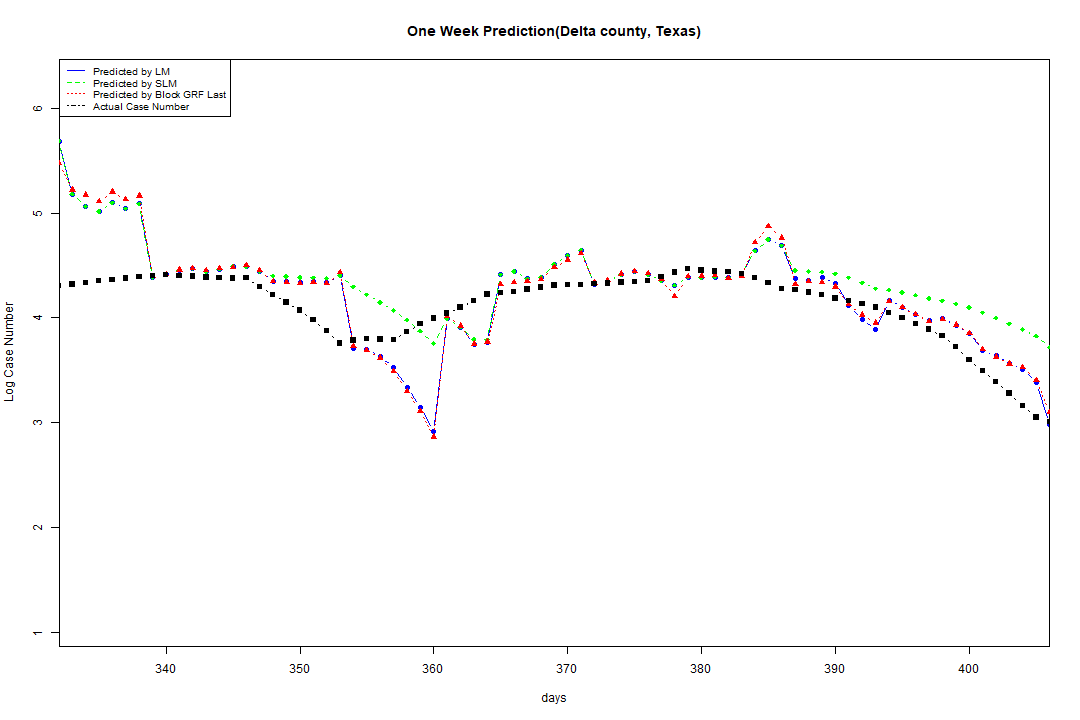 One Week Prediction(Delta county, Texas)
Predicted by LM
Predicted by SLM
Predicted by Block GRF Last
Actual Case Number
6
5
4
3
2
1
Log Case Number
340 350 360 370 380 390 400
days